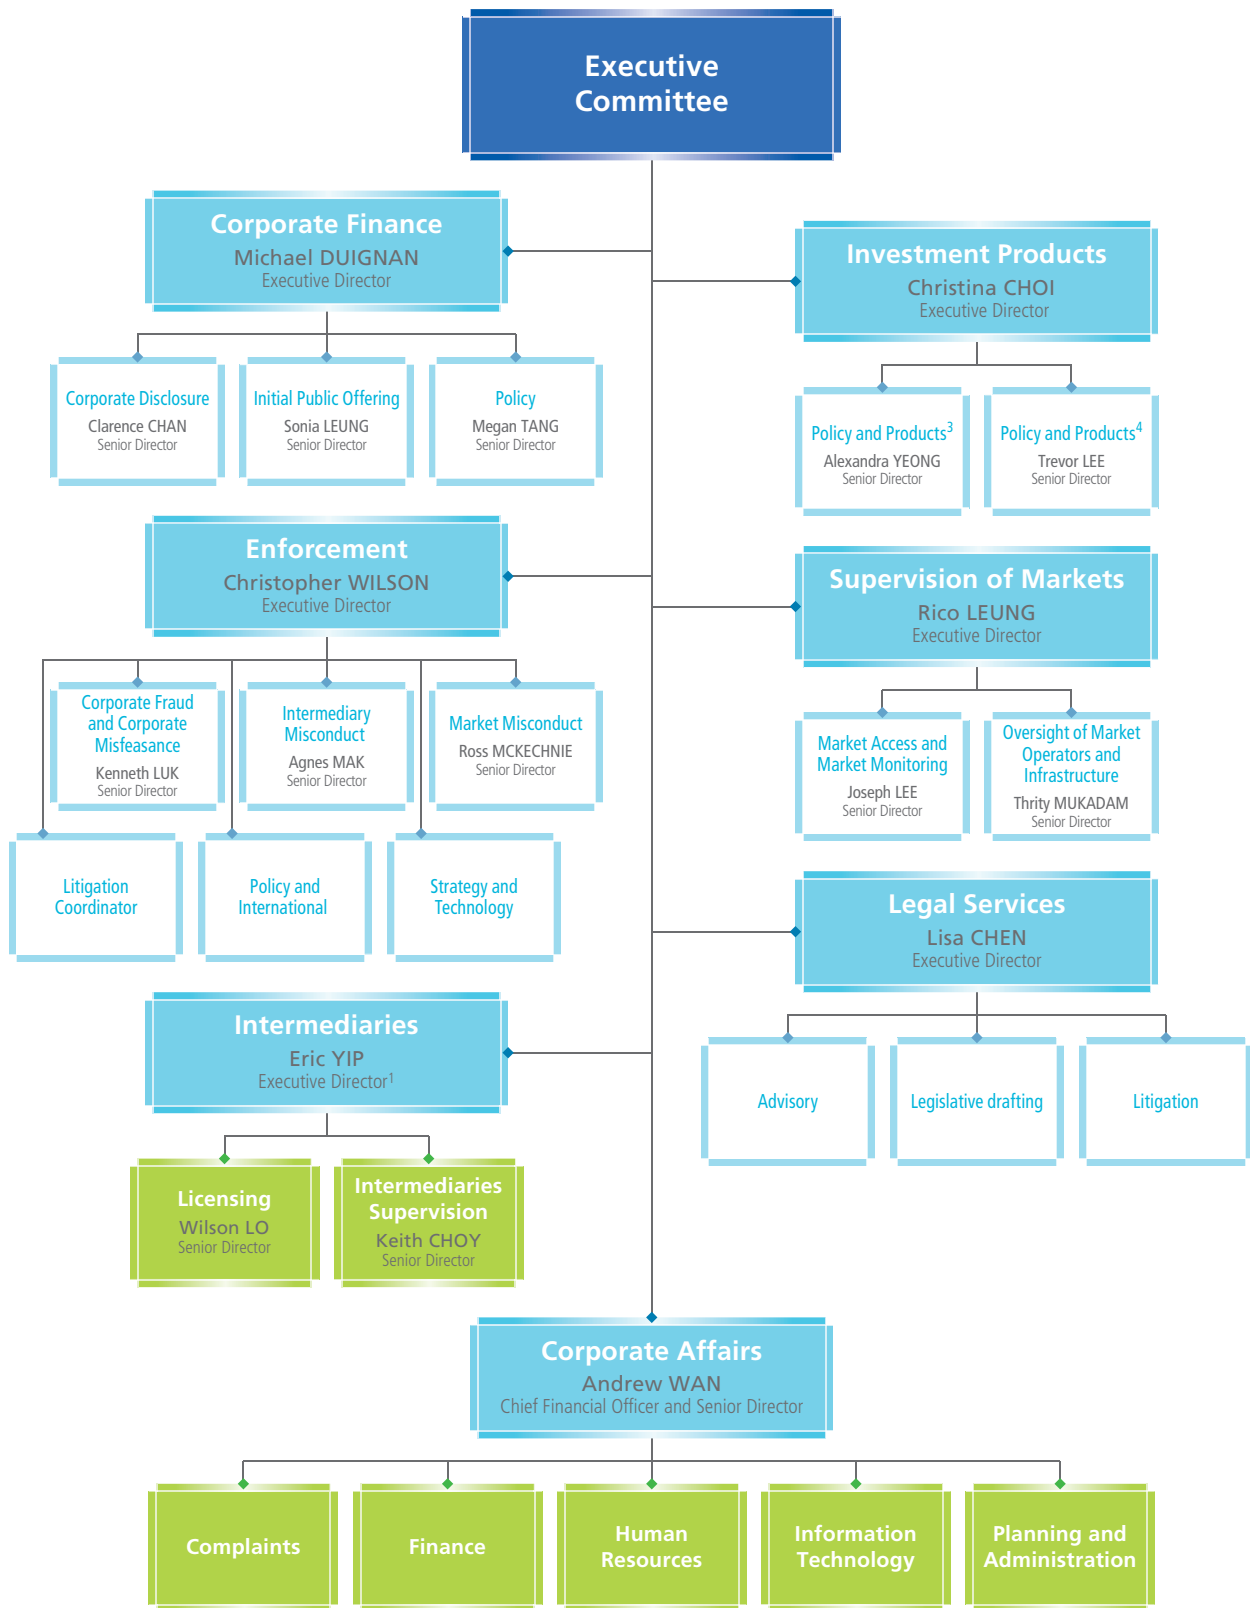 Executive
Committee
Corporate Finance
Michael DUIGNAN
Executive Director
Investment Products
Christina CHOI
Executive Director
Corporate Disclosure
Clarence CHAN
Senior Director
Initial Public Offering
Sonia LEUNG
Senior Director
Policy
Megan TANG
Senior Director
Policy and Products3
Alexandra YEONG
Senior Director
Policy and Products4
Trevor LEE
Senior Director
Enforcement
Christopher WILSON
Executive Director
Supervision of Markets
Rico LEUNG
Executive Director
Corporate Fraud
and Corporate
Misfeasance
Kenneth LUK
Senior Director
Intermediary
Misconduct
Agnes MAK
Senior Director
Market Misconduct
Ross MCKECHNIE
Senior Director
Market Access and
Market Monitoring
Joseph LEE
Senior Director
Oversight of Market
Operators and
Infrastructure
Thrity MUKADAM
Senior Director
Litigation
Coordinator
Policy and
International
Strategy and
Technology
Legal Services
Lisa CHEN
Executive Director
Intermediaries
Eric YIP
Executive Director1
Advisory
Legislative drafting
Litigation
Licensing
Wilson LO
Senior Director
Intermediaries
Supervision
Keith CHOY
Senior Director
Corporate Affairs
Andrew WAN
Chief Financial Officer and Senior Director
Complaints
Finance
Human
Resources
Information
Technology
Planning and
Administration